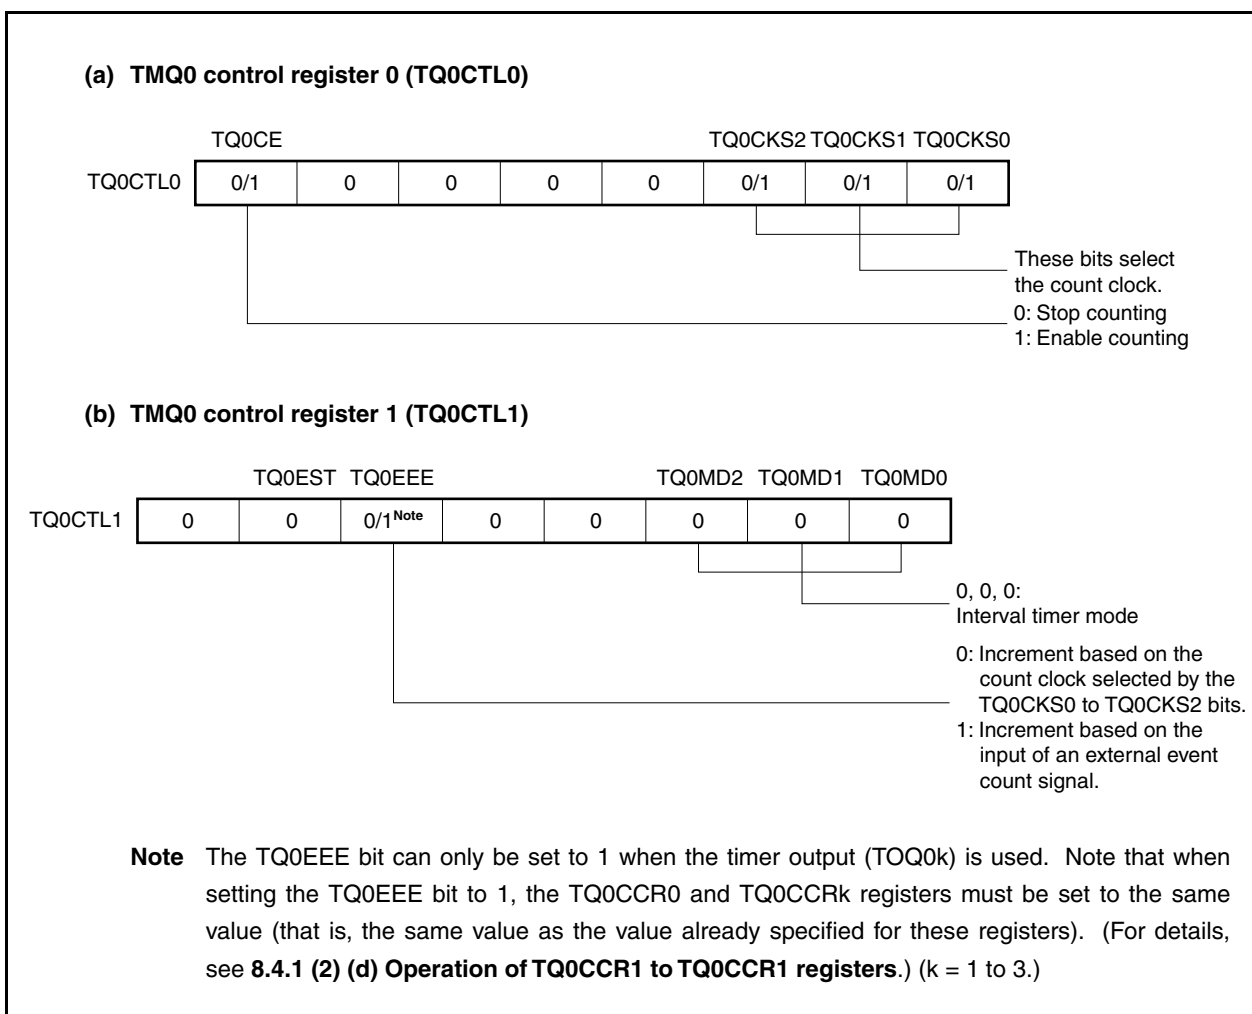 (a) TMQ0 control register 0 (TQ0CTL0)
TQ0CE TQ0CKS2 TQ0CKS1 TQ0CKS0
TQ0CTL0 0/1 0 0 0 0 0/1 0/1 0/1
These bits select
the count clock.
0: Stop counting
1: Enable counting
(b) TMQ0 control register 1 (TQ0CTL1)
TQ0EST TQ0EEE TQ0MD2 TQ0MD1 TQ0MD0
TQ0CTL1 0 0 0/1Note 0 0 0 0 0
0, 0, 0:
Interval timer mode
0: Increment based on the
count clock selected by the
TQ0CKS0 to TQ0CKS2 bits.
1: Increment based on the
input of an external event
count signal.
Note The TQ0EEE bit can only be set to 1 when the timer output (TOQ0k) is used. Note that when
setting the TQ0EEE bit to 1, the TQ0CCR0 and TQ0CCRk registers must be set to the same
value (that is, the same value as the value already specified for these registers). (For details,
see 8.4.1 (2) (d) Operation of TQ0CCR1 to TQ0CCR1 registers.) (k = 1 to 3.)